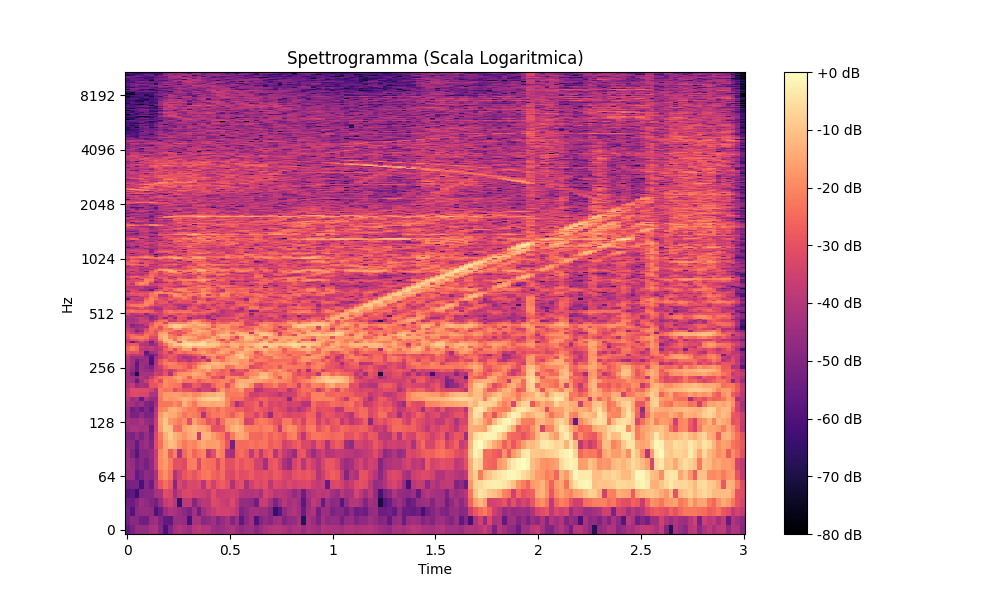 Spettrogramma (Scala Logaritmica)
Hz
8192
4096
2048
1024
512
256
128
64
0
0 0.5 1 1.5 2 2.5 3
Time
+0 dB
-10 dB
-20 dB
-30 dB
-40 dB
-50 dB
-60 dB
-70 dB
-80 dB